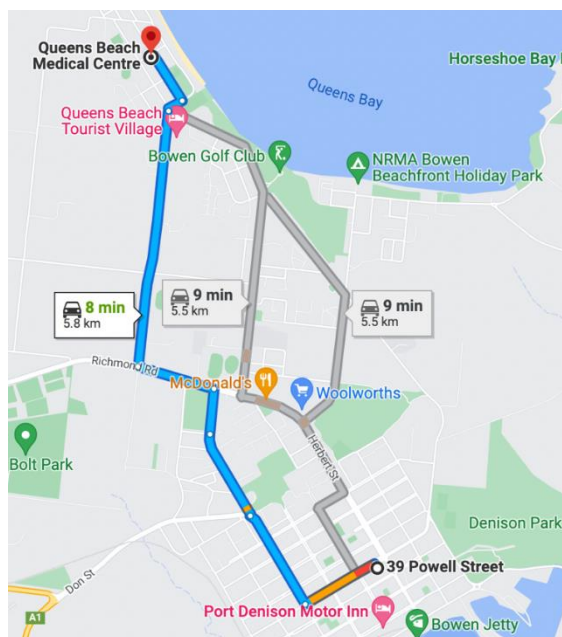 Queens Beach
Medical Centre
Horseshoe Bay
Queens Bay
Queens Beach
Tourist Village
Bowen Golf Club
NRMA Bowen
Beachfront Holiday Park
8 min
5.8 km
9 min
5.5 km
9 min
5.5 km
Richmond Rd
McDonald's
Woolworths
Bolt Park
Herbert St
Denison Park
39 Powell Street
Don St
Port Denison Motor Inn
A1
Bowen Jetty